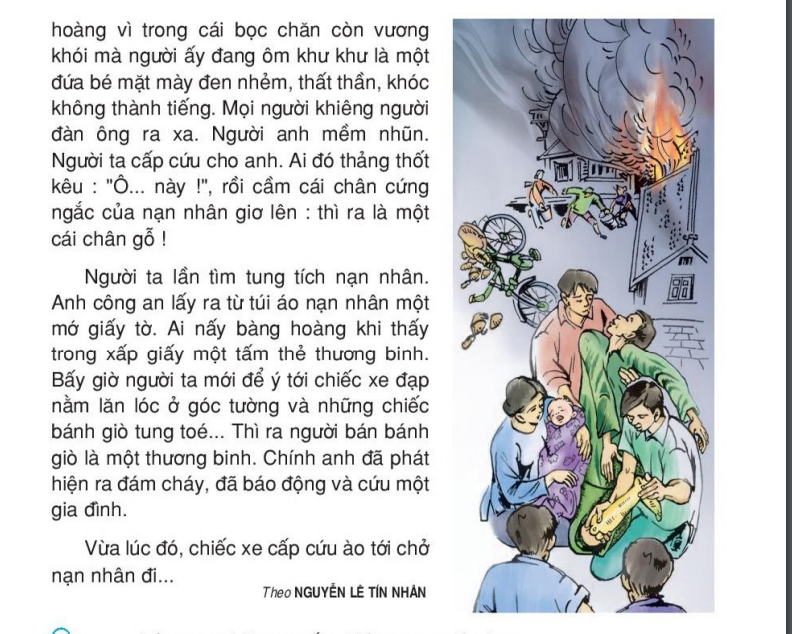 hoàng vì trong cái bọc chăn còn vương
khói mà người ấy đang ôm khư khư là một
đứa bé mặt mày đen nhẻm, thất thần, khóc
không thành tiếng. Mọi người khiêng người
đàn ông ra xa. Người anh mềm nhũn.
Người ta cấp cứu cho anh. Ai đó thảng thốt
kêu : "Ô... này !", rồi cầm cái chân cứng
ngắc của nạn nhân giơ lên : thì ra là một
cái chân gỗ !
Người ta lần tìm tung tích nạn nhân.
Anh công an lấy ra từ túi áo nạn nhân một
mớ giấy tờ. Ai nấy bàng hoàng khi thấy
trong xấp giấy một tấm thẻ thương binh.
Bấy giờ người ta mới để ý tới chiếc xe đạp
nằm lăn lóc ở góc tường và những chiếc
bánh giò tung toé... Thì ra người bán bánh
giò là một thương binh. Chính anh đã phát
hiện ra đám cháy, đã báo động và cứu một
gia đình.
Vừa lúc đó, chiếc xe cấp cứu ào tới chở
nạn nhân đi...
Theo NGUYỄN LÊ TÍN NHÂN